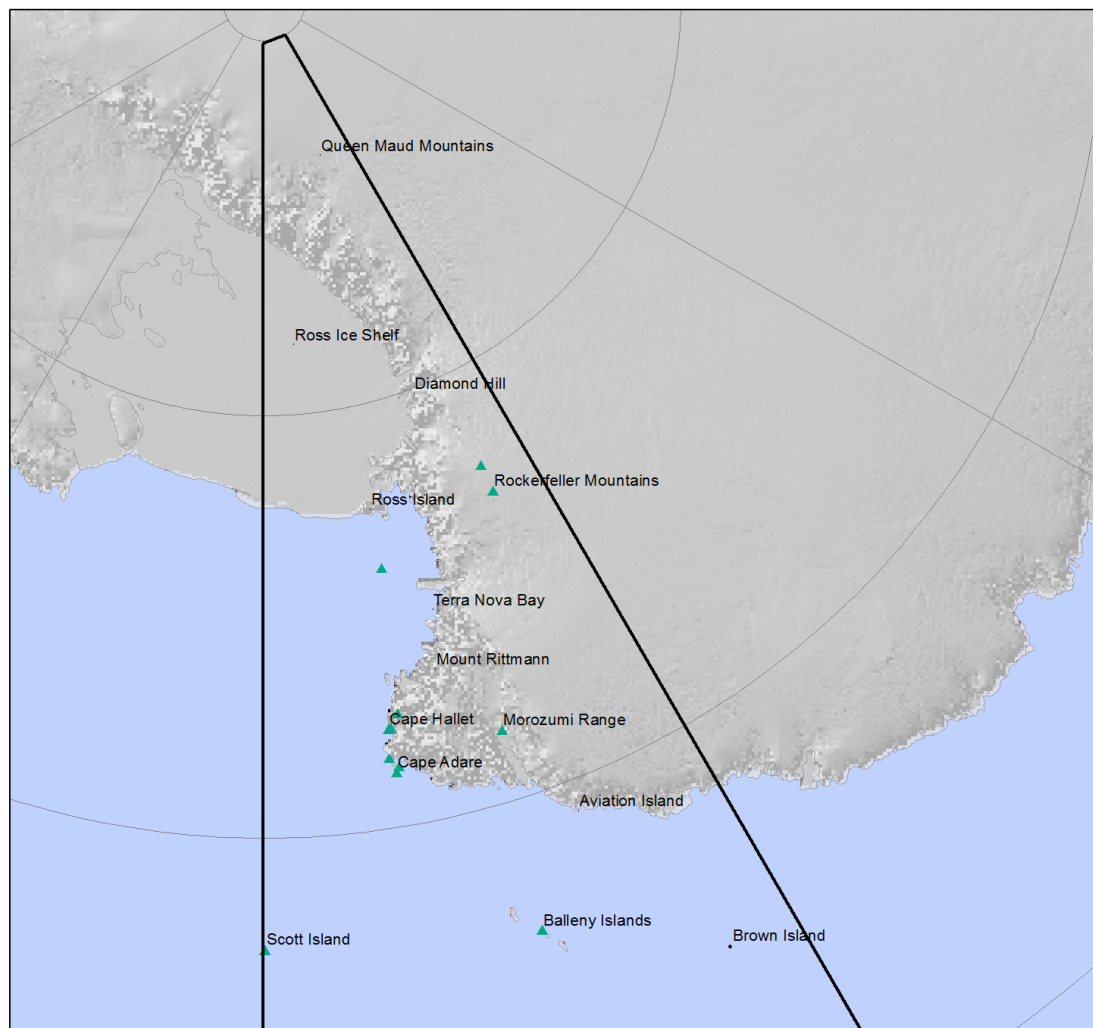 Queen Maud Mountains
Ross Ice Shelf
Diamond Hill
Rockerfeller Mountains
Ross Island
Terra Nova Bay
Mount Rittmann
Cape Hallet
Morozumi Range
Cape Adare
Aviation Island
Balleny Islands
Brown Island
Scott Island